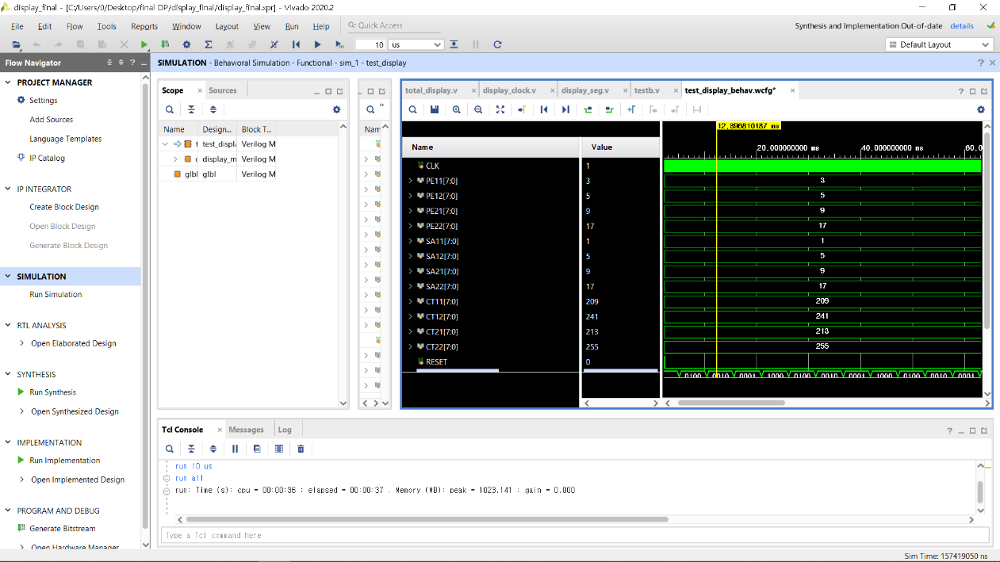 display_final - [C:/Users/0/Desktop/final DP/display_final/display_final.xpr] - Vivado 2020.2
File Edit Flow Tools Reports Window Layout View Run Help Quick Access
Synthesis and Implementation Out-of-date details
10 us
Default Layout
Flow Navigator
SIMULATION - Behavioral Simulation - Functional - sim_1 - test_display
PROJECT MANAGER
Settings
Add Sources
Language Templates
IP Catalog
IP INTEGRATOR
Create Block Design
Open Block Design
Generate Block Design
SIMULATION
Run Simulation
RTL ANALYSIS
Open Elaborated Design
SYNTHESIS
Run Synthesis
Open Synthesized Design
IMPLEMENTATION
Run Implementation
Open Implemented Design
PROGRAM AND DEBUG
Generate Bitstream
Open Hardware Manager
Scope Sources
Name Design... Block T...
t test_displa Verilog M
display_m Verilog M
glbl glbl Verilog M
Nam
total_display.v display_clock.v display_seg.v testb.v test_display_behav.wcfg*
12.890810187 ms
20.000000000 ms 40.000000000 ms 60.0
Name Value
CLK 1
PE11[7:0] 3 3
PE12[7:0] 5 5
PE21[7:0] 9 9
PE22[7:0] 17 17
SA11[7:0] 1 1
SA12[7:0] 5 5
SA21[7:0] 9 9
SA22[7:0] 17 17
CT11[7:0] 209 209
CT12[7:0] 241 241
CT21[7:0] 213 213
CT22[7:0] 255 255
RESET 0
0100 0010 0001 1000 0100 0010 0001 1000 0100 0010 0001
Tcl Console Messages Log
run 10 us
run all
run: Time (s): cpu = 00:00:36 ; elapsed = 00:00:37 . Memory (MB): peak = 1023.141 ; gain = 0.000
Type a Tcl command here
Sim Time: 157419050 ns